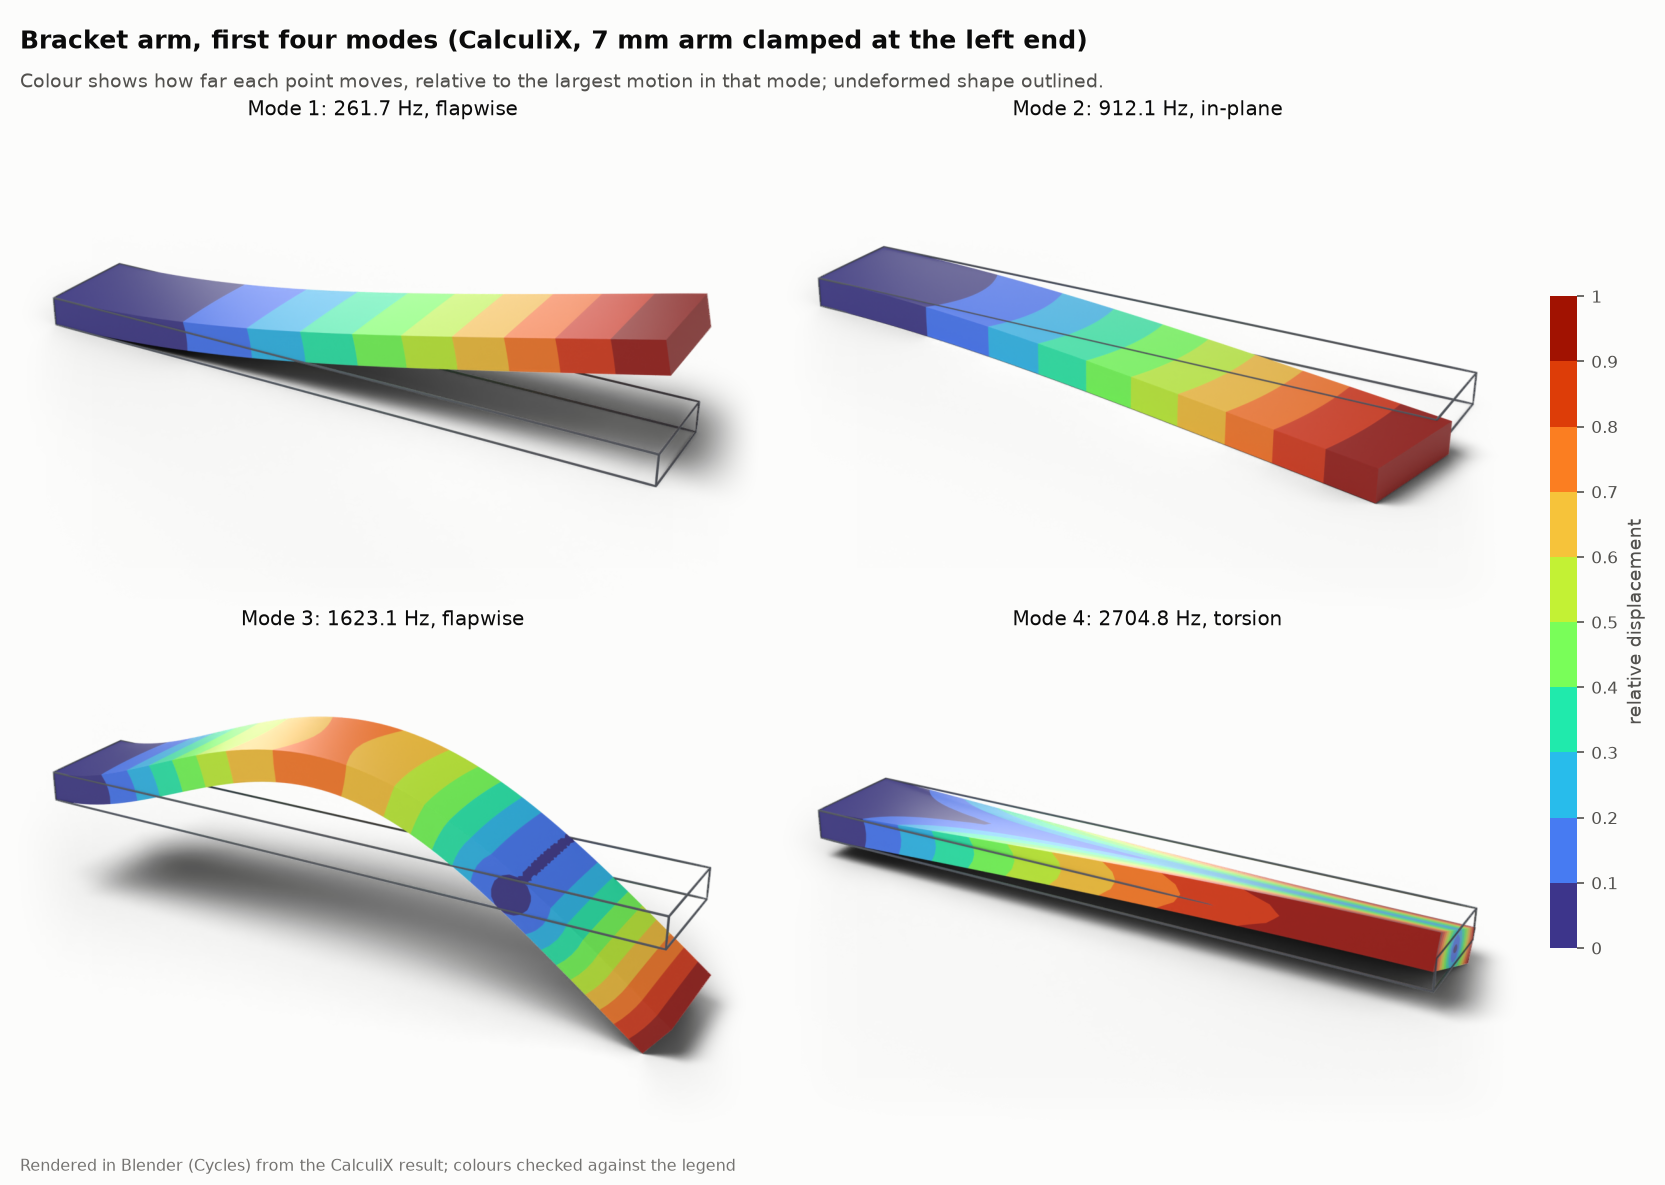 Bracket arm, first four modes (CalculiX, 7 mm arm clamped at the left end)
Colour shows how far each point moves, relative to the largest motion in that mode; undeformed shape outlined.
Mode 1: 261.7 Hz, flapwise
Mode 2: 912.1 Hz, in-plane
Mode 3: 1623.1 Hz, flapwise
Mode 4: 2704.8 Hz, torsion
1
0.9
0.8
0.7
0.6
0.5
0.4
0.3
0.2
0.1
0
relative displacement
Rendered in Blender (Cycles) from the CalculiX result; colours checked against the legend